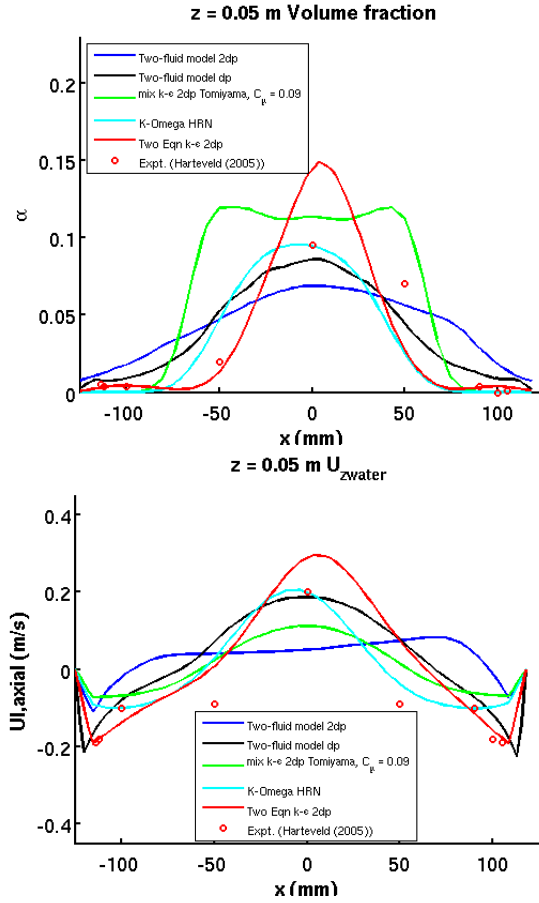 z = 0.05 m Volume fraction
Two-fluid model 2dp
Two-fluid model dp
mix k-ϵ 2dp Tomiyama, Cμ = 0.09
K-Omega HRN
Two Eqn k-ϵ 2dp
Expt. (Harteveld (2005))
0.2
0.15
0.1
0.05
0
α
-100 -50 0 50 100
x (mm)
z = 0.05 m Uzwater
0.4
0.2
0
-0.2
-0.4
Ul,axial (m/s)
Two-fluid model 2dp
Two-fluid model dp
mix k-ϵ 2dp Tomiyama, Cμ = 0.09
K-Omega HRN
Two Eqn k-ϵ 2dp
Expt. (Harteveld (2005))
-100 -50 0 50 100
x (mm)